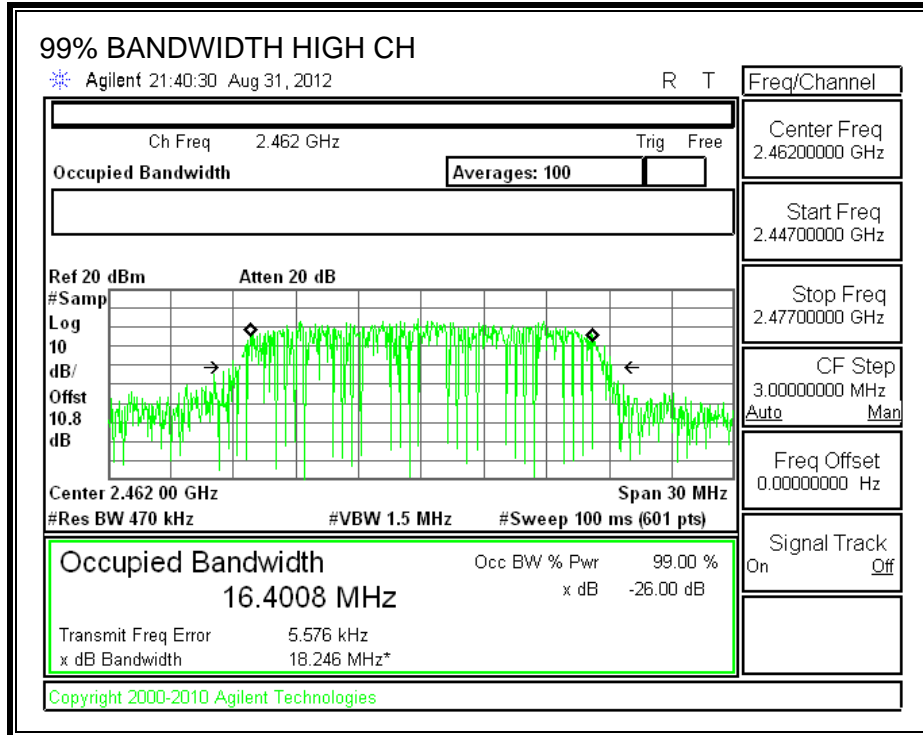 99% BANDWIDTH HIGH CH
Agilent 21:40:30 Aug 31, 2012 R T
Freq/Channel
Ch Freq 2.462 GHz Trig Free
Occupied Bandwidth Averages: 100
Ref 20 dBm Atten 20 dB
#Samp
Log
10
dB/
Offst
10.8
dB
Center 2.462 00 GHz Span 30 MHz
#Res BW 470 kHz #VBW 1.5 MHz #Sweep 100 ms (601 pts)
Occupied Bandwidth Occ BW % Pwr 99.00 %
16.4008 MHz x dB -26.00 dB
Transmit Freq Error 5.576 kHz
x dB Bandwidth 18.246 MHz*
Copyright 2000-2010 Agilent Technologies
Center Freq
2.46200000 GHz
Start Freq
2.44700000 GHz
Stop Freq
2.47700000 GHz
CF Step
3.00000000 MHz
Auto Man
Freq Offset
0.00000000 Hz
Signal Track
On Off